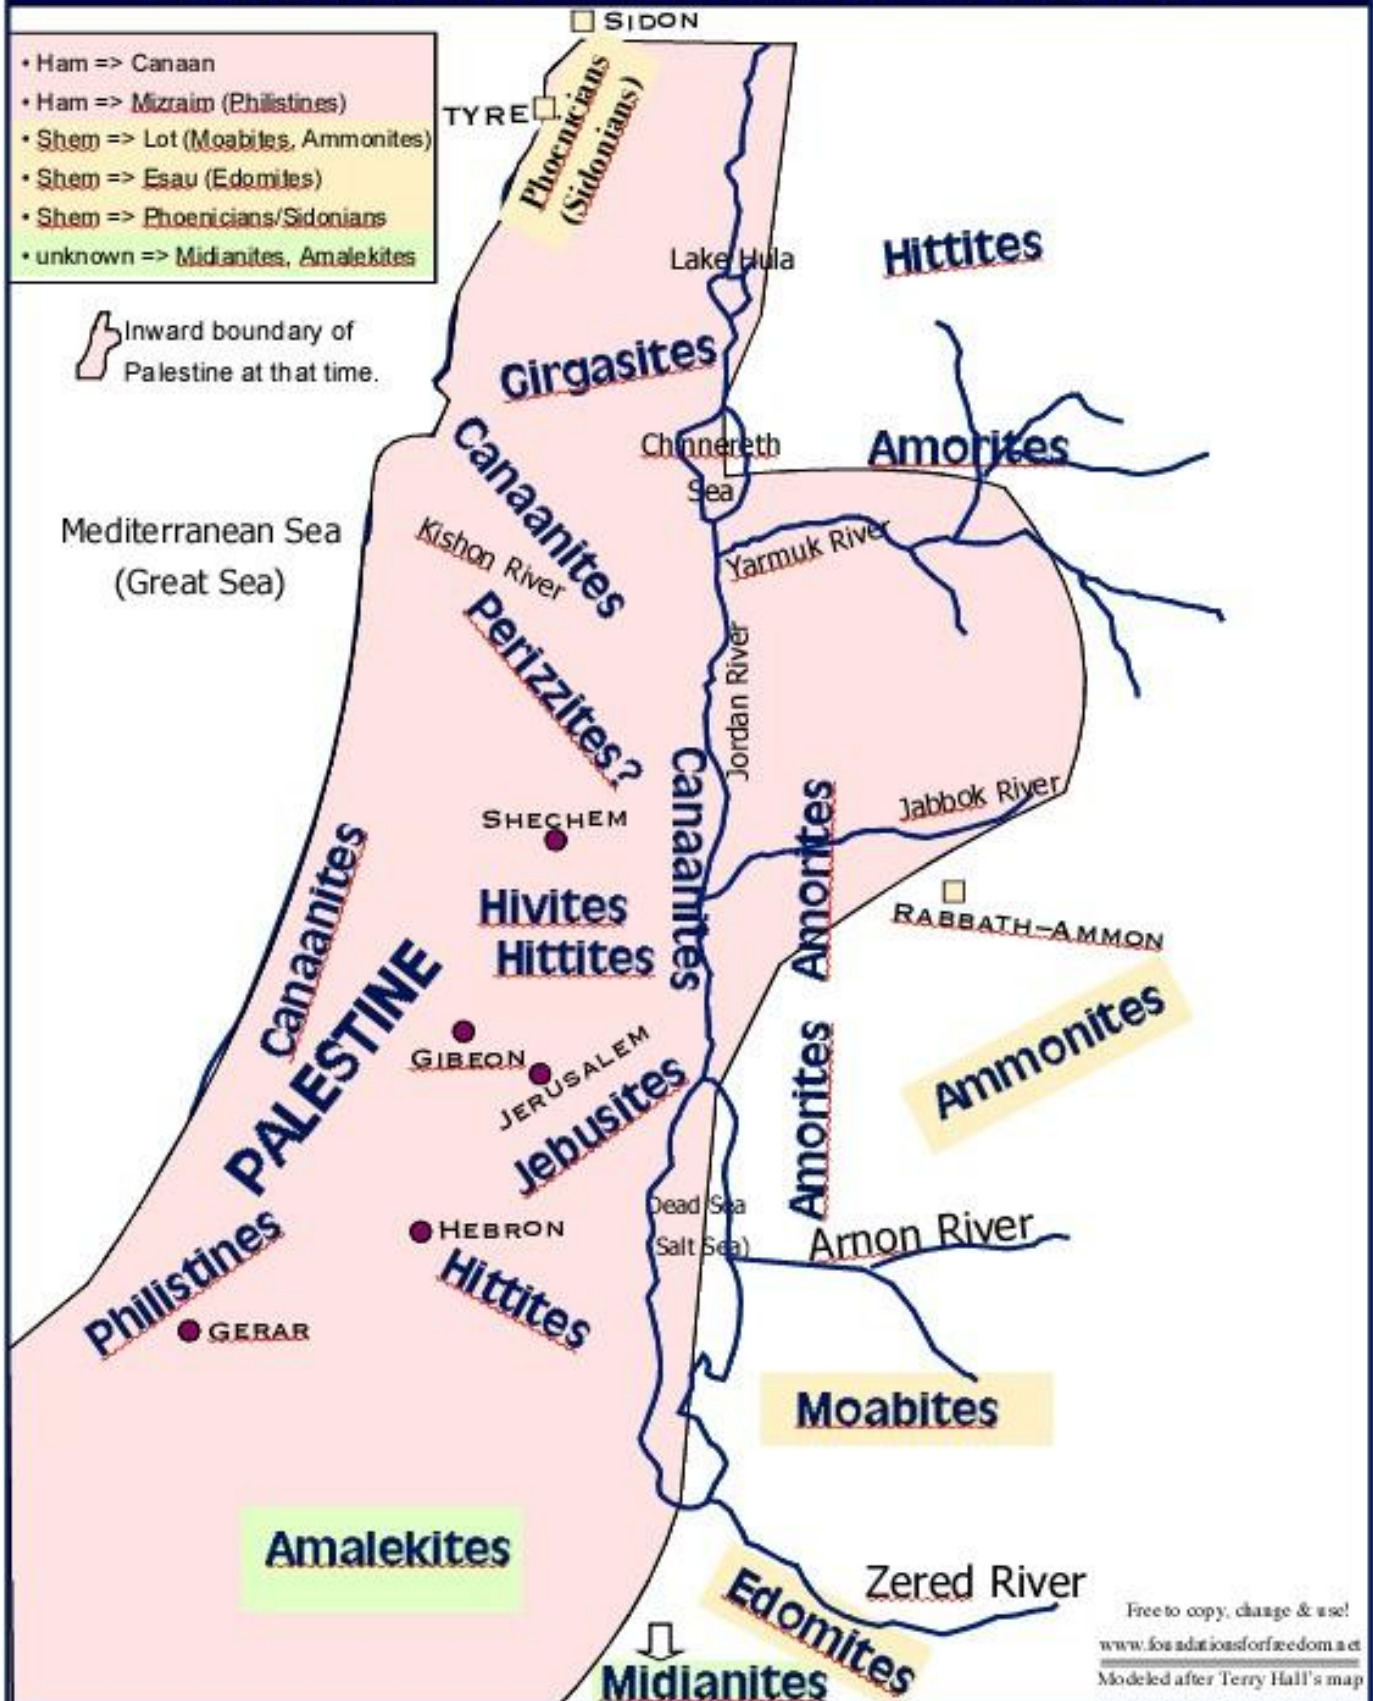 SIDON
• Ham => Canaan
• Ham => Mizraim (Philistines)
• Shem => Lot (Moabites, Ammonites)
• Shem => Esau (Edomites)
• Shem => Phoenicians/Sidonians
• unknown => Midianites, Amalekites
TYRE
Phoenicians
(Sidonians)
Inward boundary of
Palestine at that time.
Lake Hula
Hittites
Girgasites
Canaanites
Chinnereth
Sea
Amorites
Mediterranean Sea
(Great Sea)
Kishon River
Yarmuk River
Perizzites?
Jordan River
Canaanites
Jabbok River
Amorites
SHECHEM
Canaanites
Hivites
Hittites
RABBATH-AMMON
PALESTINE
Ammonites
GIBEON
JERUSALEM
Jebusites
Amorites
Dead Sea
(Salt Sea)
Arnon River
HEBRON
Hittites
Philistines
GERAR
Moabites
Amalekites
Zered River
Edomites
Midianites
Free to copy, change & use!
www.foundationsforfreedom.net
Modeled after Terry Hall's map